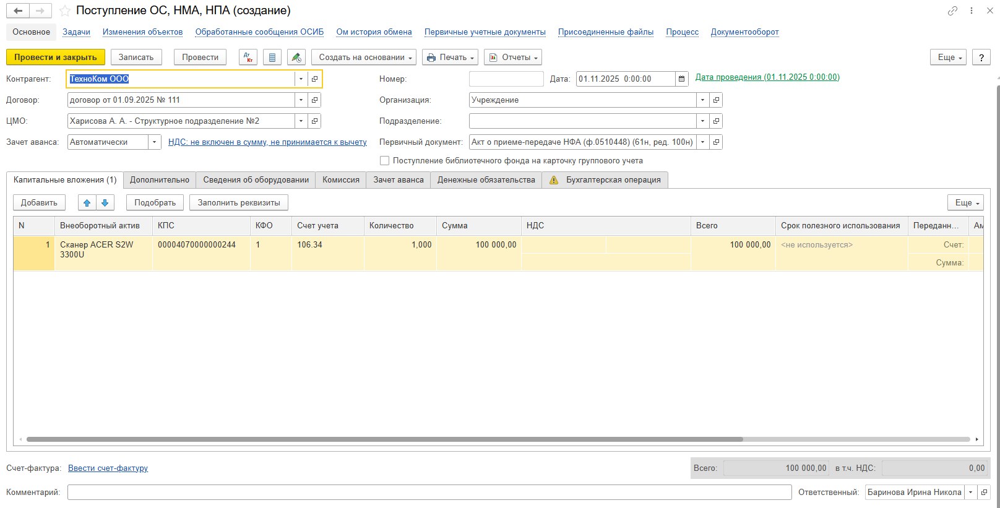 Поступление ОС, НМА, НПА (создание)
Основное Задачи Изменения объектов Обработанные сообщения ОСИБ Ом история обмена Первичные учетные документы Присоединенные файлы Процесс Документооборот
Провести и закрыть Записать Провести Дт Кт Создать на основании Печать Отчеты Еще ?
Контрагент: ТехноКом ООО Номер: Дата: 01.11.2025 0:00:00 Дата проведения (01.11.2025 0:00:00)
Договор: договор от 01.09.2025 № 111 Организация: Учреждение
ЦМО: Харисова А. А. - Структурное подразделение №2 Подразделение:
Зачет аванса: Автоматически НДС: не включен в сумму, не принимается к вычету Первичный документ: Акт о приеме-передаче НФА (ф.0510448) (61н, ред. 100н)
Поступление библиотечного фонда на карточку группового учета
Капитальные вложения (1) Дополнительно Сведения об оборудовании Комиссия Зачет аванса Денежные обязательства Бухгалтерская операция
Добавить Подобрать Заполнить реквизиты Еще
N Внеоборотный актив КПС КФО Счет учета Количество Сумма НДС Всего Срок полезного использования Переданн... Ам
1 Сканер ACER S2W 00004070000000244 1 106.34 1,000 100 000,00 100 000,00 <не используется> Счет:
3300U
Сумма:
Счет-фактура: Ввести счет-фактуру Всего: 100 000,00 в т.ч. НДС: 0,00
Комментарий: Ответственный: Баринова Ирина Никола